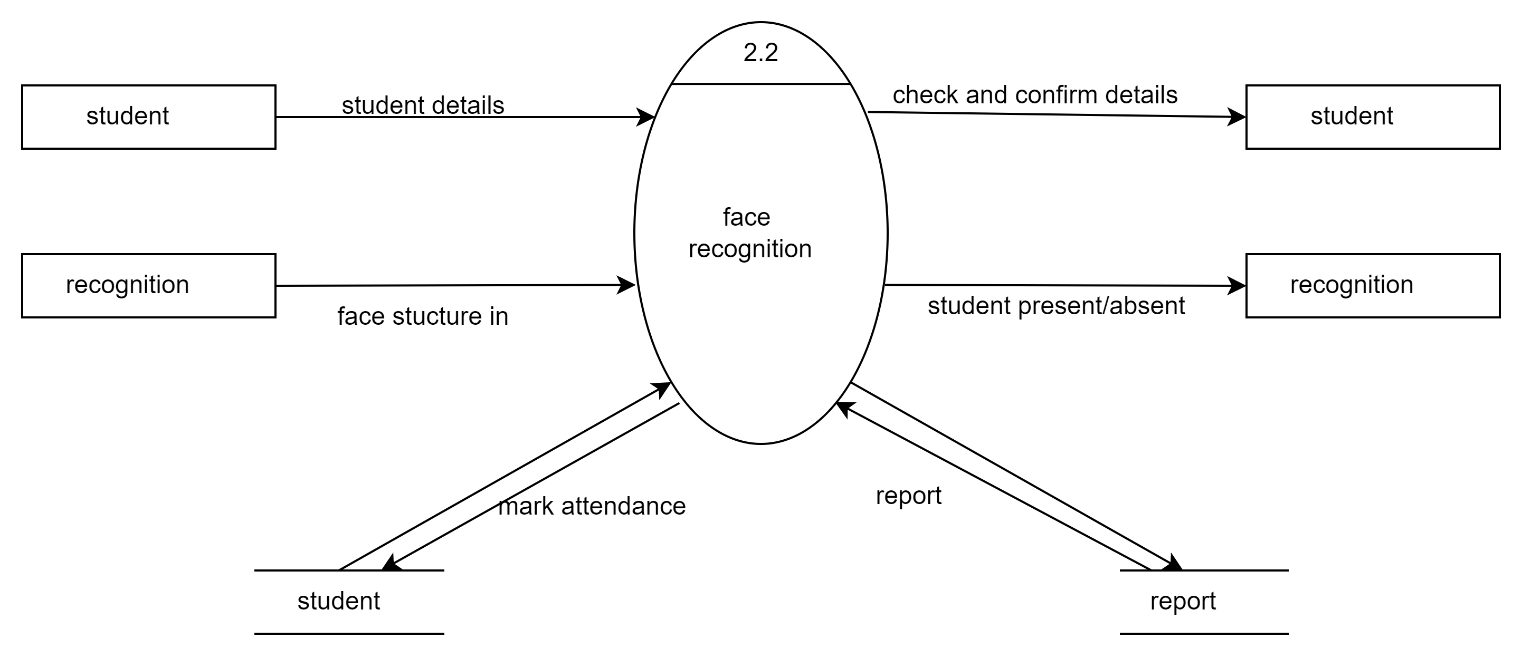 2.2
student
student details
check and confirm details
student
face
recognition
recognition
face stucture in
student present/absent
recognition
mark attendance
report
student
report